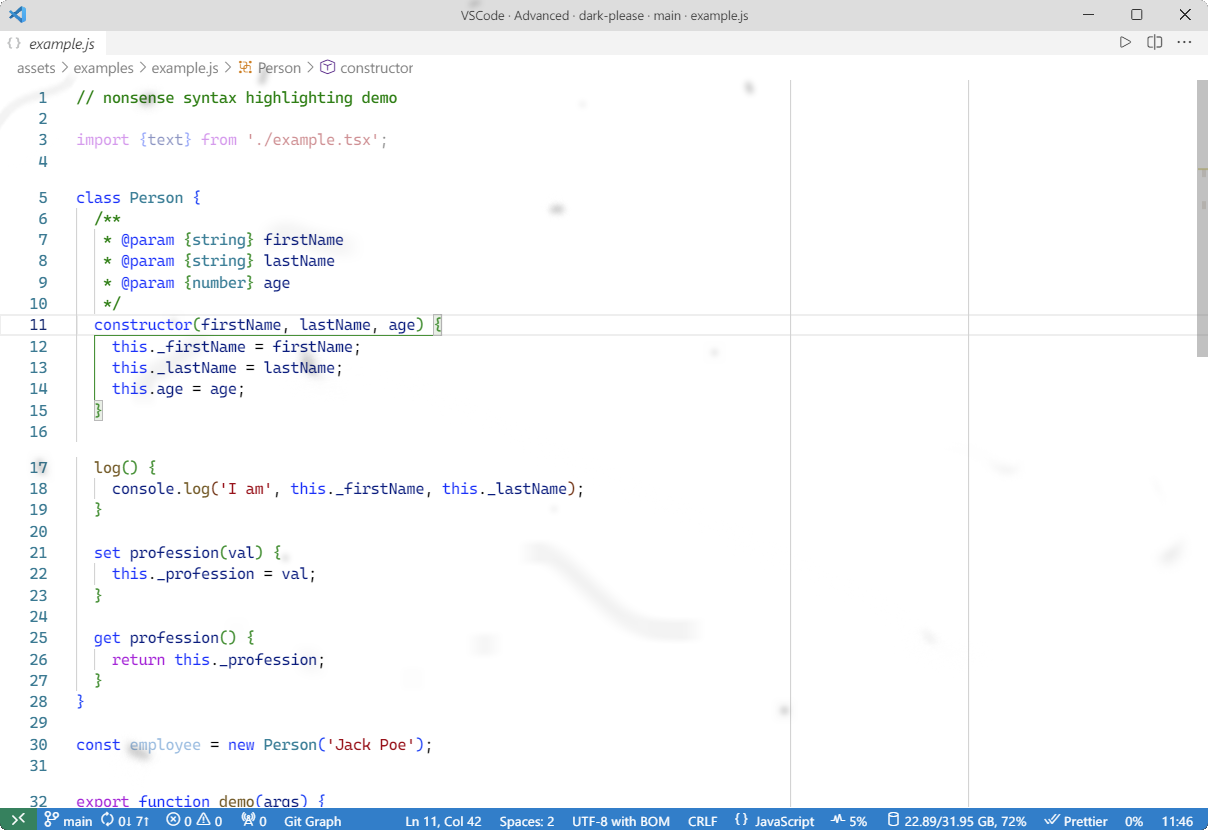 VSCode · Advanced · dark-please · main · example.js
example.js
assets > examples > example.js > Person > constructor
1 // nonsense syntax highlighting demo
2
3 import {text} from './example.tsx';
4
5 class Person {
6 /**
7 * @param {string} firstName
8 * @param {string} lastName
9 * @param {number} age
10 */
11 constructor(firstName, lastName, age) {
12 this._firstName = firstName;
13 this._lastName = lastName;
14 this.age = age;
15 }
16
17 log() {
18 console.log('I am', this._firstName, this._lastName);
19 }
20
21 set profession(val) {
22 this._profession = val;
23 }
24
25 get profession() {
26 return this._profession;
27 }
28 }
29
30 const employee = new Person('Jack Poe');
31
32 export function demo(args) {
main 0↓ 7↑ 0 0 0 Git Graph Ln 11, Col 42 Spaces: 2 UTF-8 with BOM CRLF {} JavaScript 5% 22.89/31.95 GB, 72% Prettier 0% 11:46